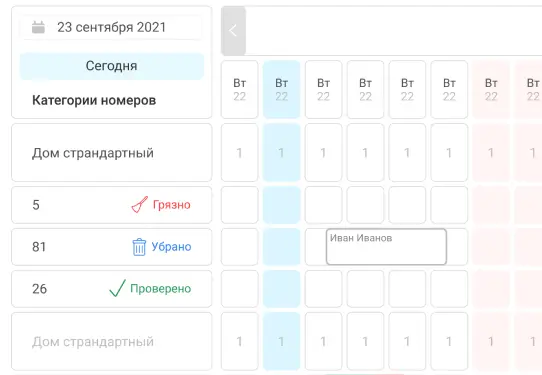 23 сентября 2021
Сегодня
Категории номеров
Вт Вт Вт Вт Вт Вт Вт Вт
22 22 22 22 22 22 22 22
Дом страндартный 1 1 1 1 1 1 1 1
5 Грязно
81 Убрано Иван Иванов
26 Проверено
Дом страндартный 1 1 1 1 1 1 1 1